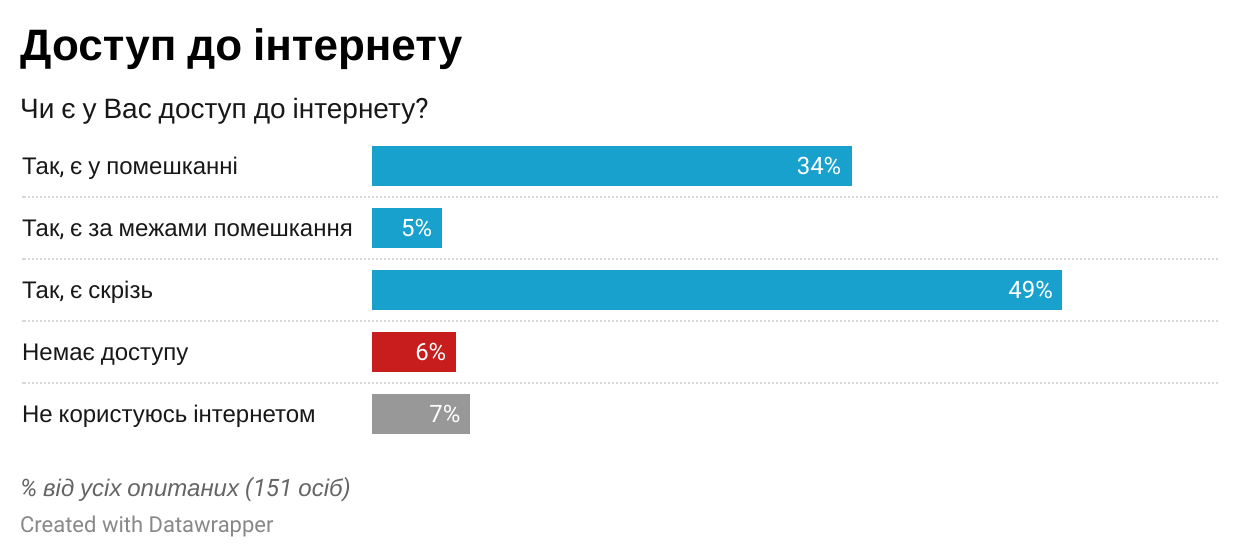 Доступ до інтернету
Чи є у Вас доступ до інтернету?
Так, є у помешканні 34%
Так, є за межами помешкання 5%
Так, є скрізь 49%
Немає доступу 6%
Не користуюсь інтернетом 7%
% від усіх опитаних (151 осіб)
Created with Datawrapper